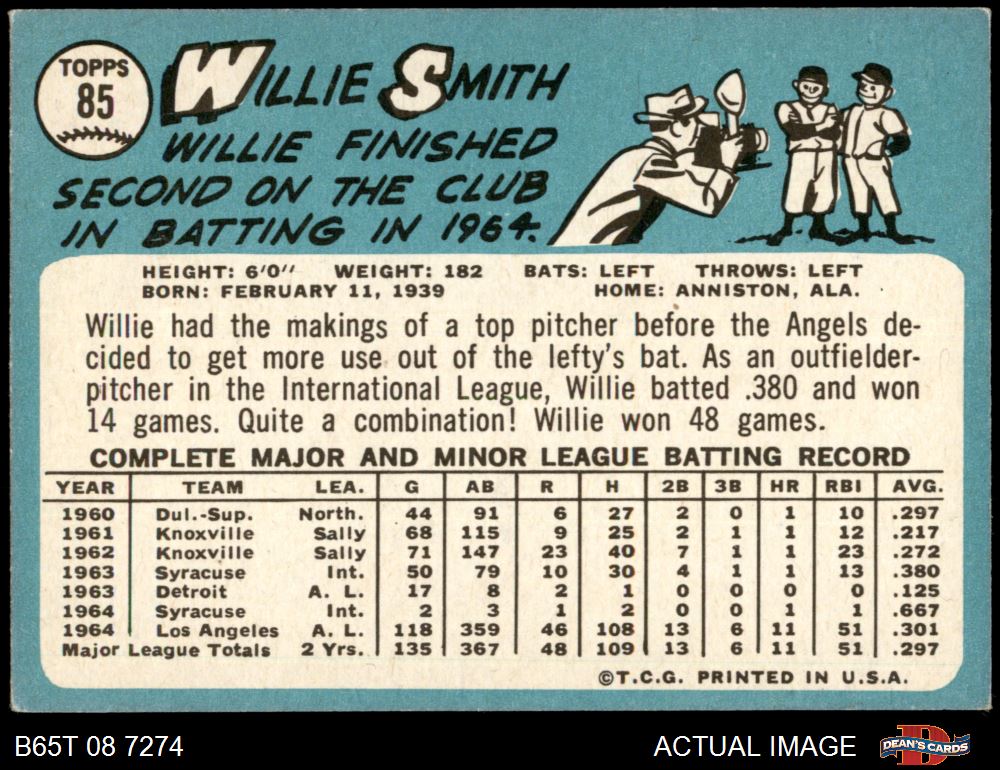 TOPPS
85
WILLIE SMITH
WILLIE FINISHED
SECOND ON THE CLUB
IN BATTING IN 1964.
HEIGHT: 6'0" WEIGHT: 182 BATS: LEFT THROWS: LEFT
BORN: FEBRUARY 11, 1939 HOME: ANNISTON, ALA.
Willie had the makings of a top pitcher before the Angels de-
cided to get more use out of the lefty's bat. As an outfielder-
pitcher in the International League, Willie batted .380 and won
14 games. Quite a combination! Willie won 48 games.
COMPLETE MAJOR AND MINOR LEAGUE BATTING RECORD
YEAR TEAM LEA. G AB R H 2B 3B HR RBI AVG.
1960 Dul.-Sup. North. 44 91 6 27 2 0 1 10 .297
1961 Knoxville Sally 68 115 9 25 2 1 1 12 .217
1962 Knoxville Sally 71 147 23 40 7 1 1 23 .272
1963 Syracuse Int. 50 79 10 30 4 1 1 13 .380
1963 Detroit A. L. 17 8 2 1 0 0 0 0 .125
1964 Syracuse Int. 2 3 1 2 0 0 1 1 .667
1964 Los Angeles A. L. 118 359 46 108 13 6 11 51 .301
Major League Totals 2 Yrs. 135 367 48 109 13 6 11 51 .297
©T.C.G. PRINTED IN U.S.A.
B65T 08 7274 ACTUAL IMAGE DEAN'S CARDS